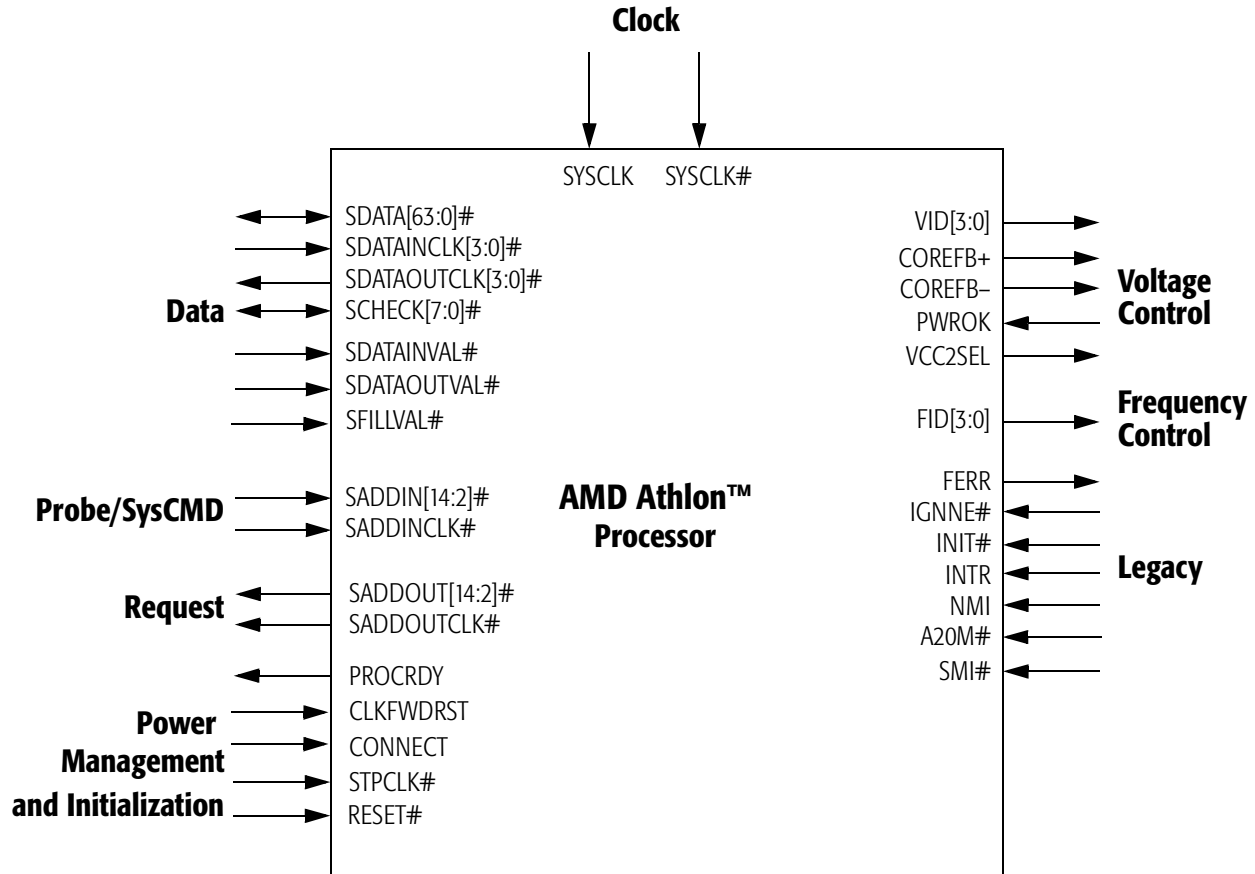 Clock
SYSCLK SYSCLK#
Data
SDATA[63:0]#
SDATAINCLK[3:0]#
SDATAOUTCLK[3:0]#
SCHECK[7:0]#
SDATAINVAL#
SDATAOUTVAL#
SFILLVAL#
Probe/SysCMD
SADDIN[14:2]#
SADDINCLK#
Request
SADDOUT[14:2]#
SADDOUTCLK#
Power
Management
and Initialization
PROCRDY
CLKFWDRST
CONNECT
STPCLK#
RESET#
AMD Athlon™
Processor
VID[3:0]
COREFB+
COREFB–
PWROK
VCC2SEL
Voltage
Control
FID[3:0]
Frequency
Control
FERR
IGNNE#
INIT#
INTR
NMI
A20M#
SMI#
Legacy